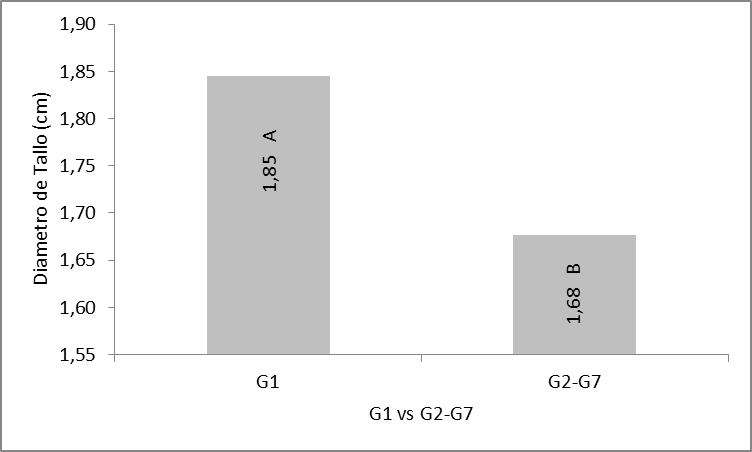 1,90
1,85
1,80
1,75
1,70
1,65
1,60
1,55
Diametro de Tallo (cm)
1,85 A
1,68 B
G1
G2-G7
G1 vs G2-G7